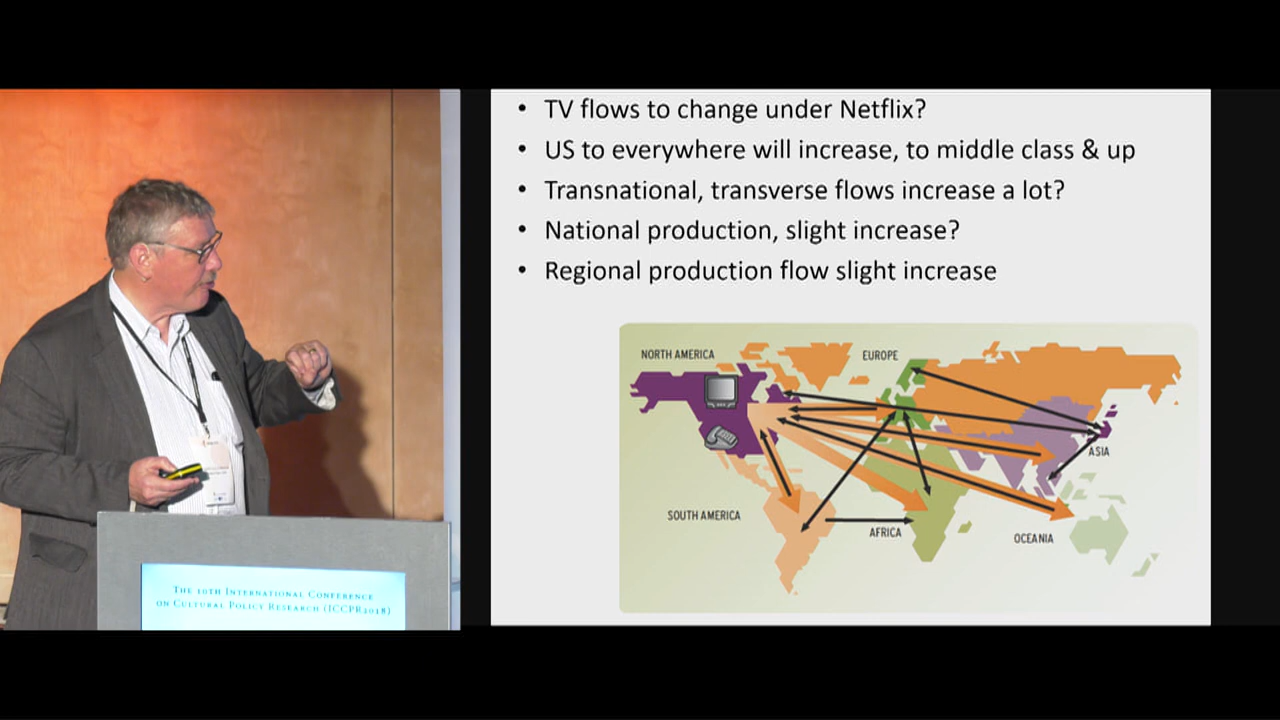 • TV flows to change under Netflix?
• US to everywhere will increase, to middle class & up
• Transnational, transverse flows increase a lot?
• National production, slight increase?
• Regional production flow slight increase
NORTH AMERICA
EUROPE
ASIA
SOUTH AMERICA
AFRICA
OCEANIA
The 10th International Conference
on Cultural Policy Research (ICCPR2018)